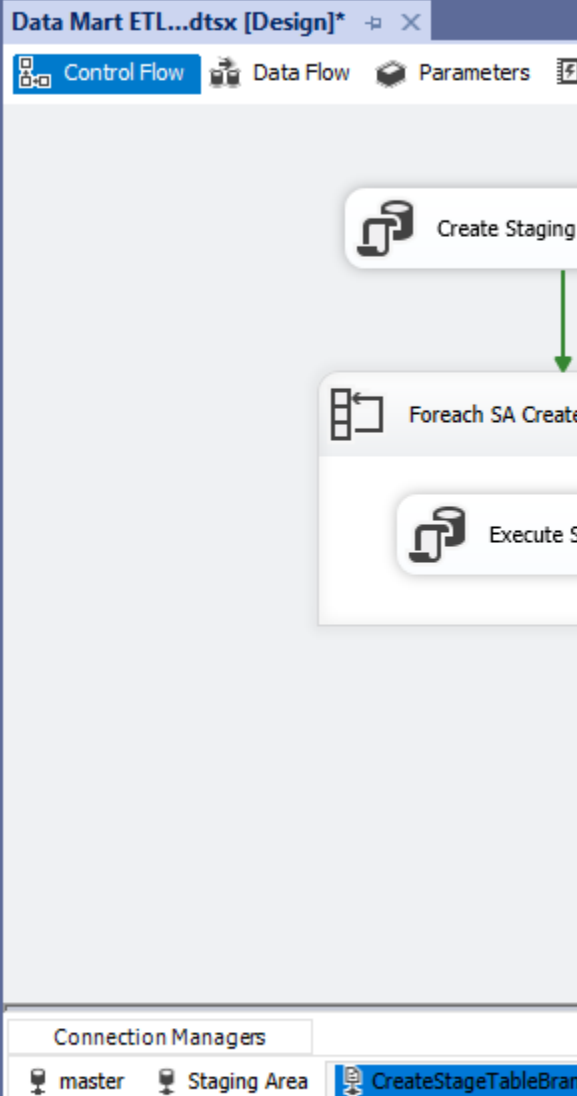 Data Mart ETL...dtsx [Design]*
Control Flow Data Flow Parameters
Create Staging
Foreach SA Create
Execute S
Connection Managers
master Staging Area CreateStageTableBran